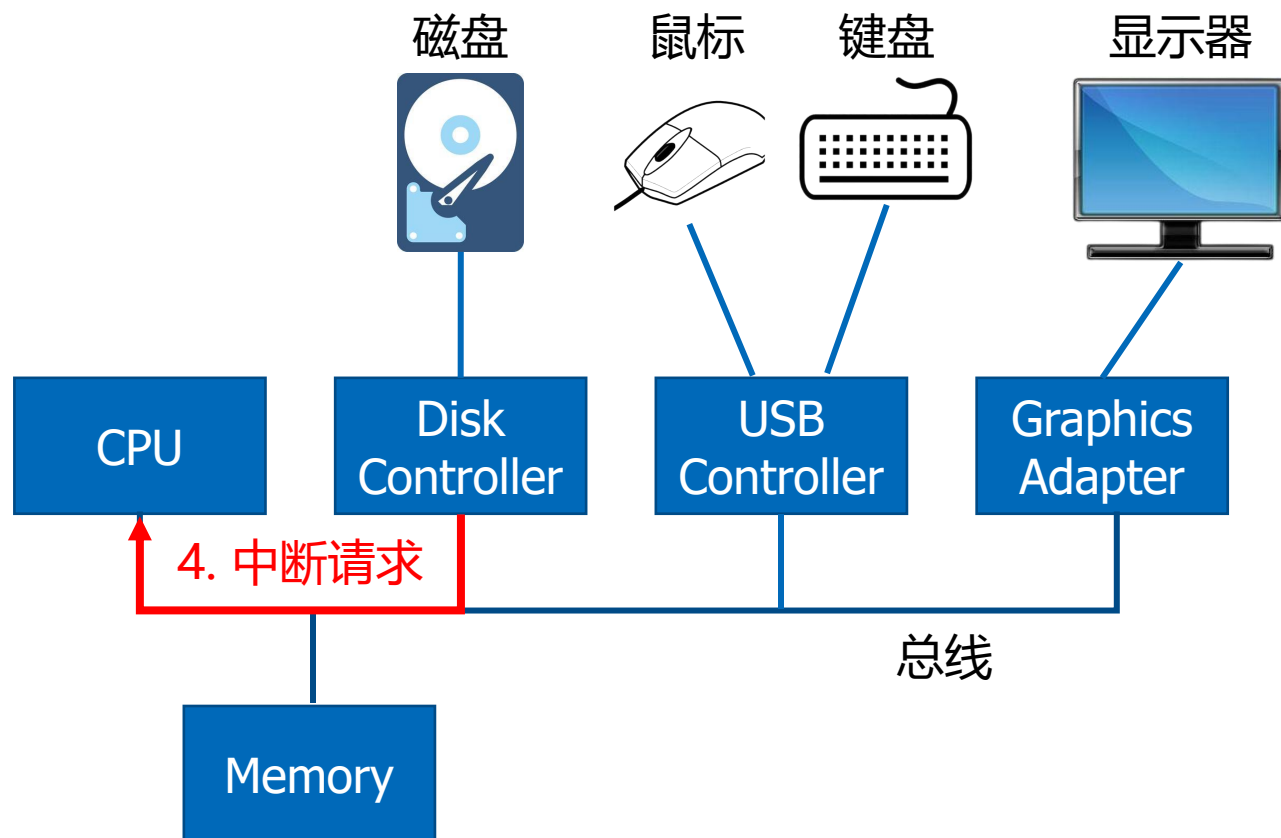 磁盘
鼠标
键盘
显示器
CPU
Disk
Controller
USB
Controller
Graphics
Adapter
4. 中断请求
总线
Memory